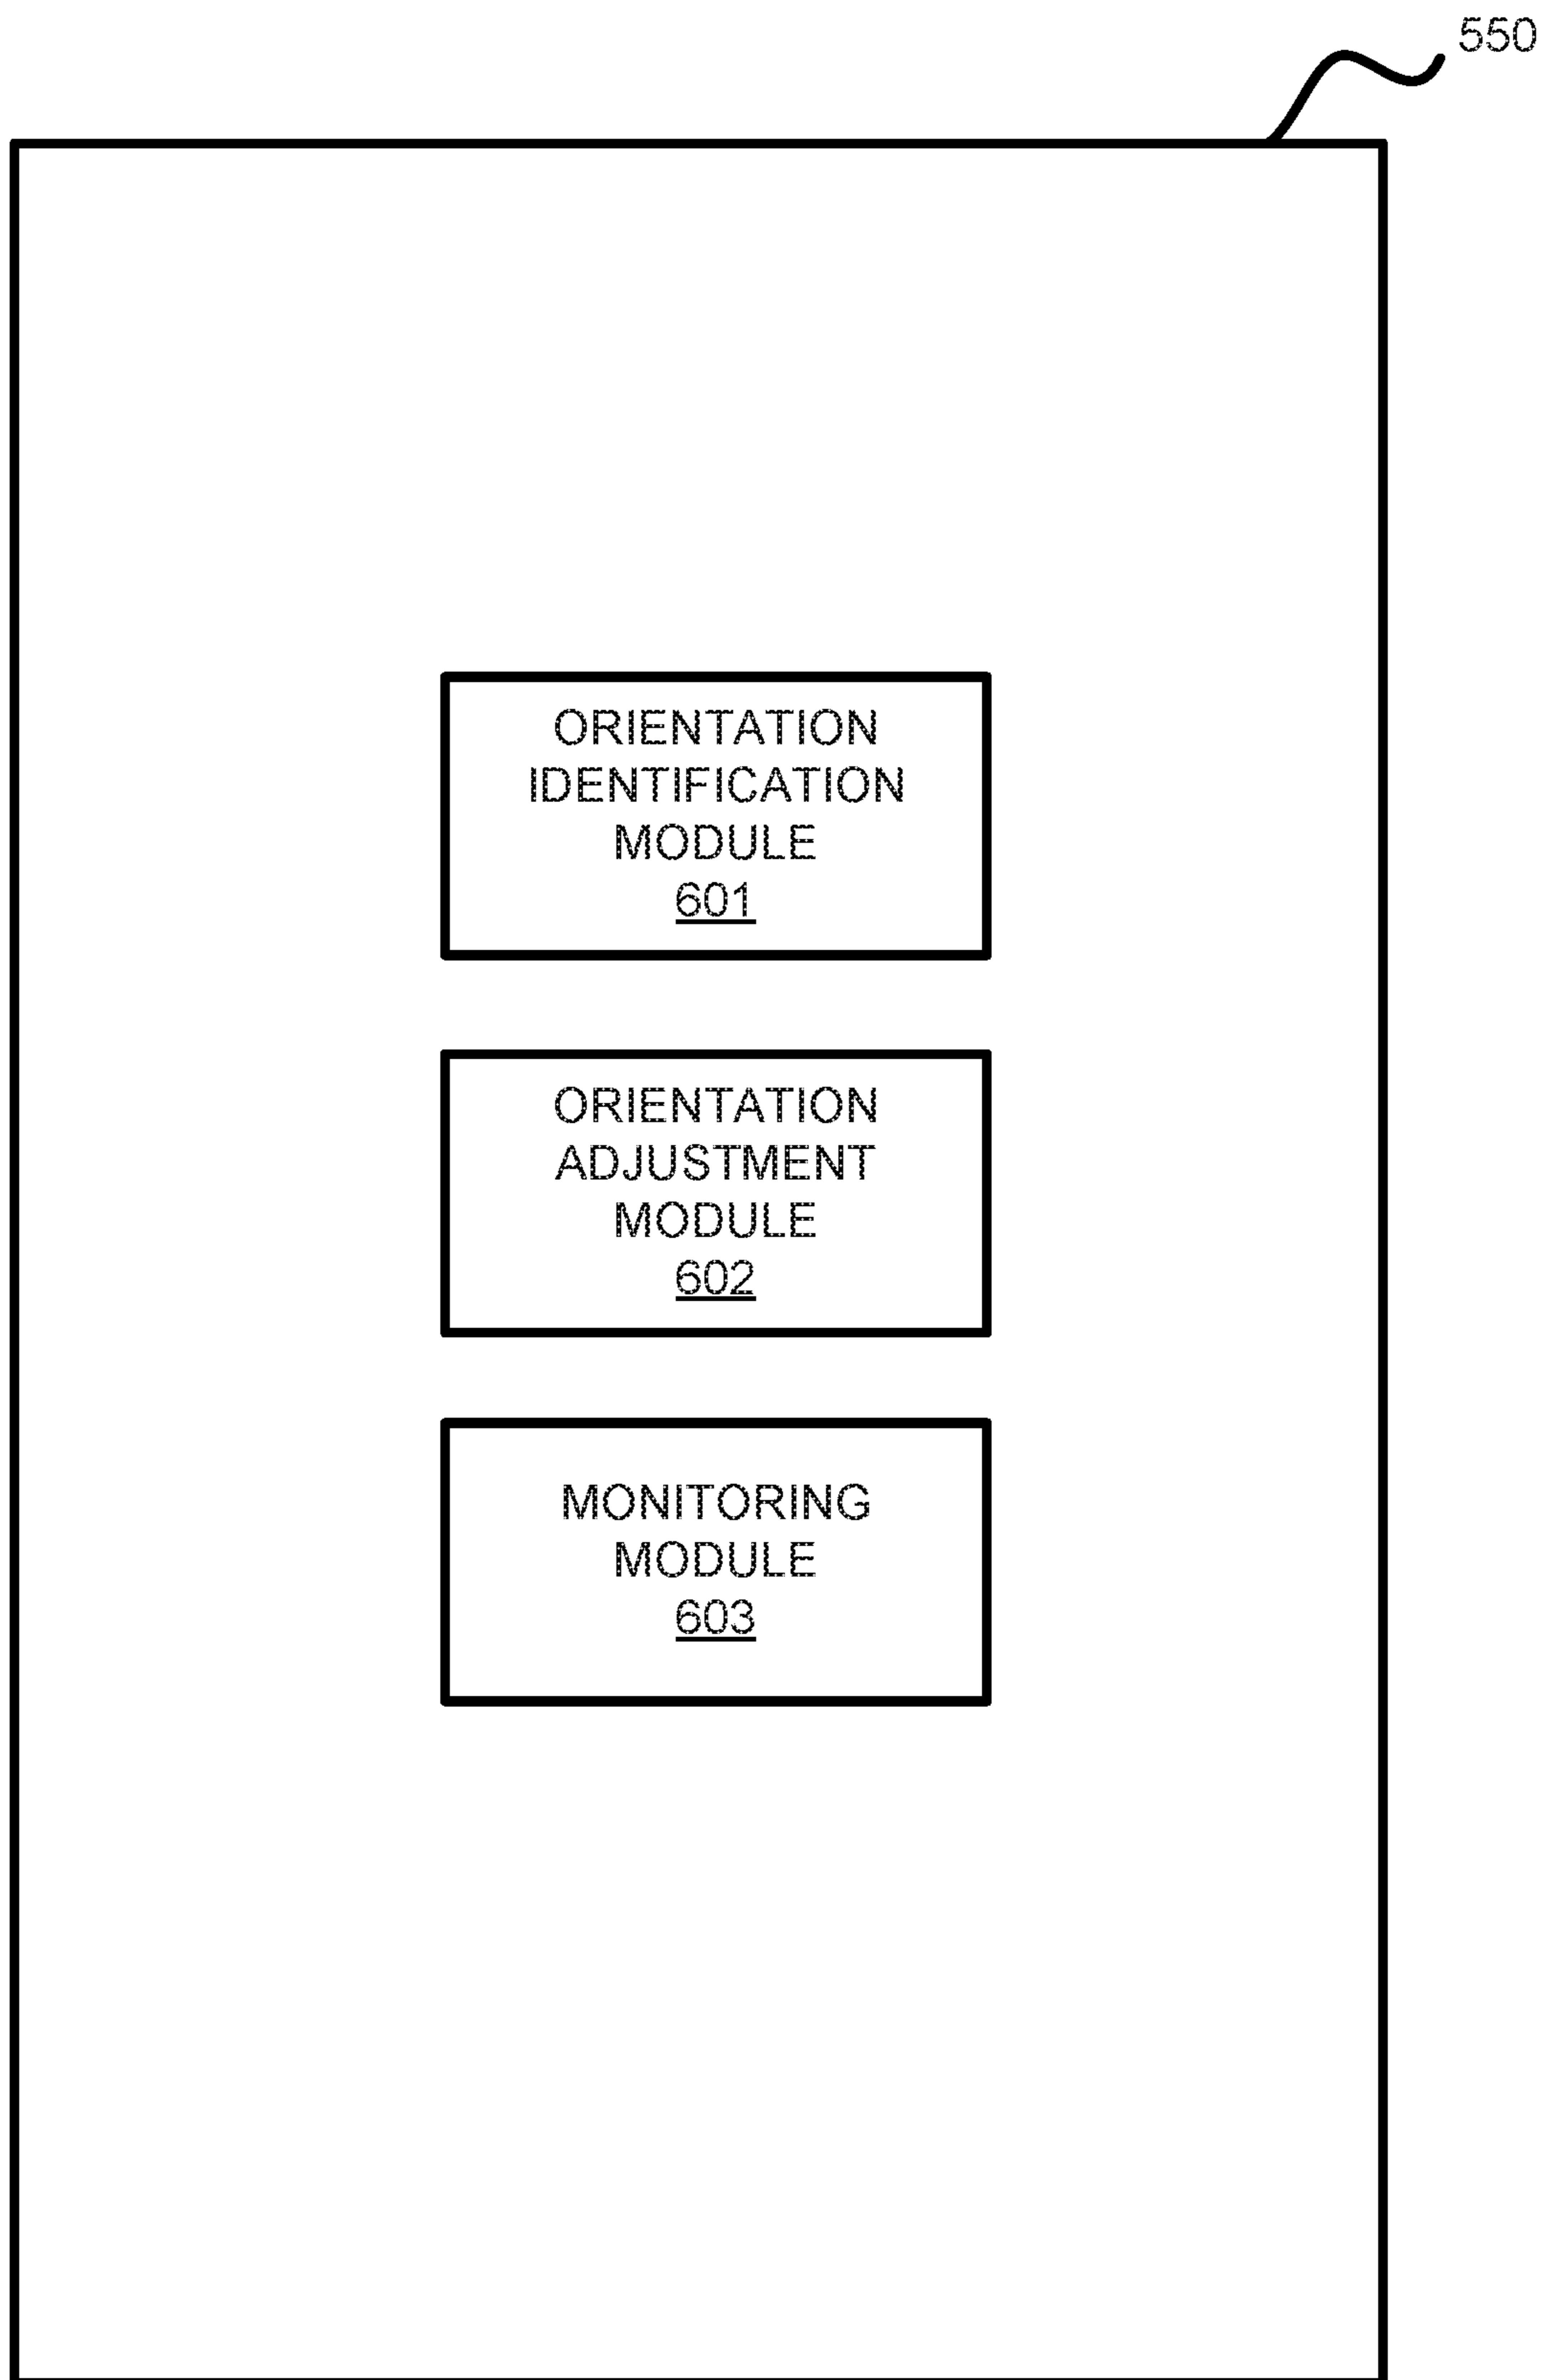 550
ORIENTATION
IDENTIFICATION
MODULE
601
ORIENTATION
ADJUSTMENT
MODULE
602
MONITORING
MODULE
603